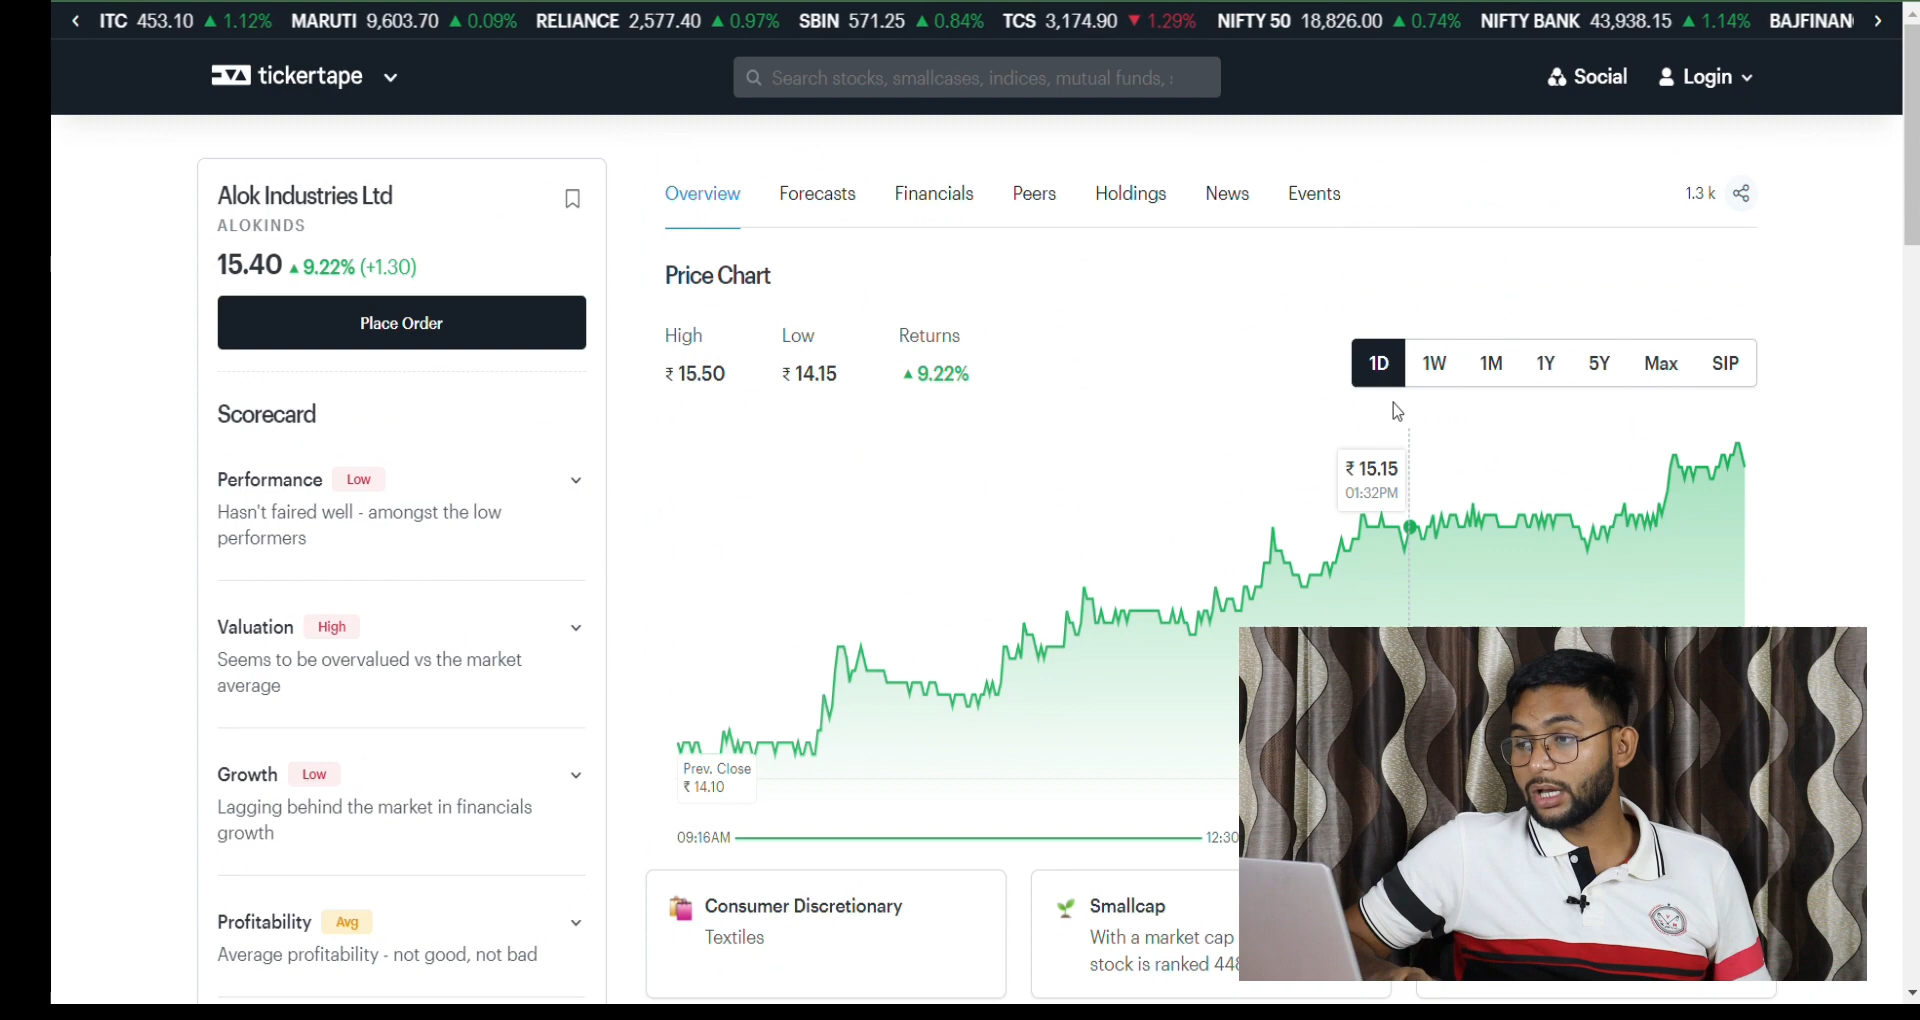 ITC 453.10 ▲ 1.12% MARUTI 9,603.70 ▲ 0.09% RELIANCE 2,577.40 ▲ 0.97% SBIN 571.25 ▲ 0.84% TCS 3,174.90 ▼ 1.29% NIFTY 50 18,826.00 ▲ 0.74% NIFTY BANK 43,938.15 ▲ 1.14% BAJFINAN
tickertape
Search stocks, smallcases, indices, mutual funds,
Social
Login
Alok Industries Ltd
ALOKINDS
15.40 ▲ 9.22% (+1.30)
Place Order
Scorecard
Performance Low
Hasn't faired well - amongst the low
performers
Valuation High
Seems to be overvalued vs the market
average
Growth Low
Lagging behind the market in financials
growth
Profitability Avg
Average profitability - not good, not bad
Overview Forecasts Financials Peers Holdings News Events
1.3 k
Price Chart
High Low Returns
₹ 15.50 ₹ 14.15 ▲ 9.22%
1D 1W 1M 1Y 5Y Max SIP
₹ 15.15
01:32PM
Prev. Close
₹ 14.10
09:16AM 12:30
Consumer Discretionary
Textiles
Smallcap
With a market cap
stock is ranked 448